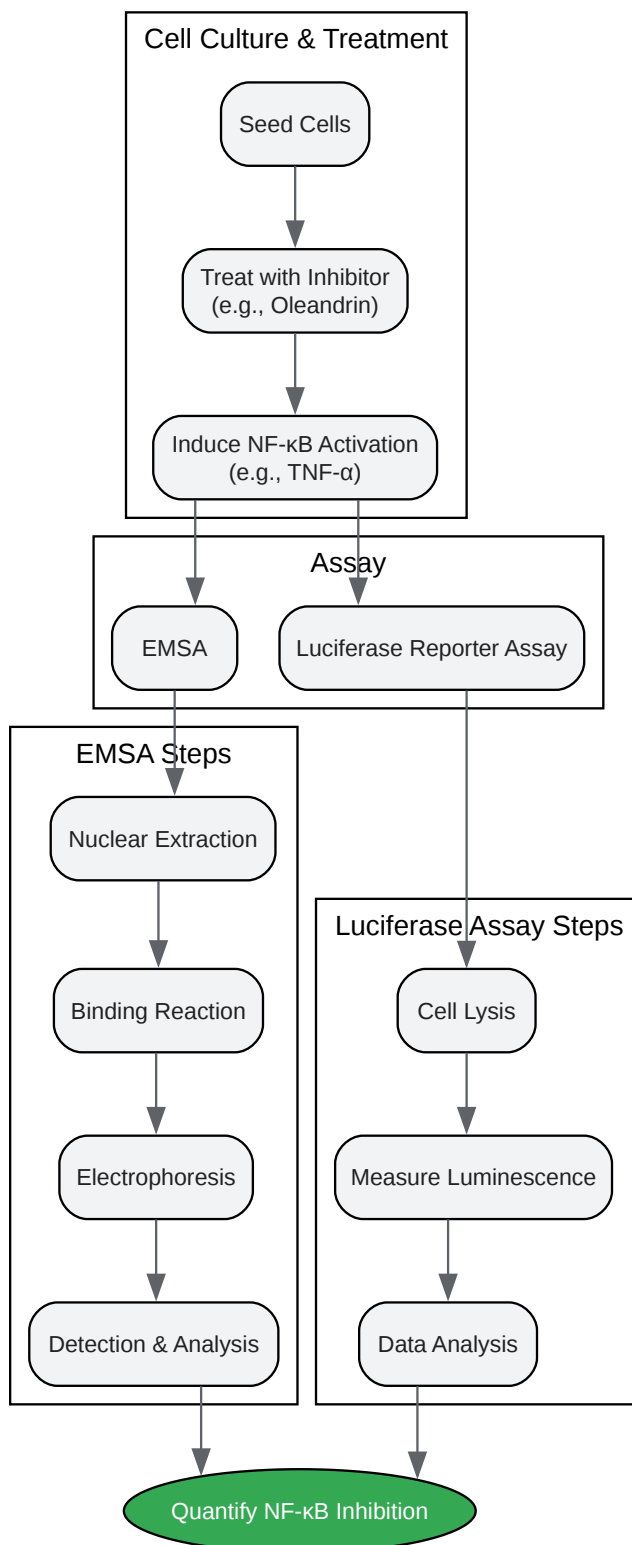 Cell Culture & Treatment
Seed Cells
Treat with Inhibitor
(e.g., Oleandrin)
Induce NF-κB Activation
(e.g., TNF-α)
Assay
EMSA
Luciferase Reporter Assay
EMSA Steps
Nuclear Extraction
Binding Reaction
Electrophoresis
Detection & Analysis
Luciferase Assay Steps
Cell Lysis
Measure Luminescence
Data Analysis
Quantify NF-κB Inhibition